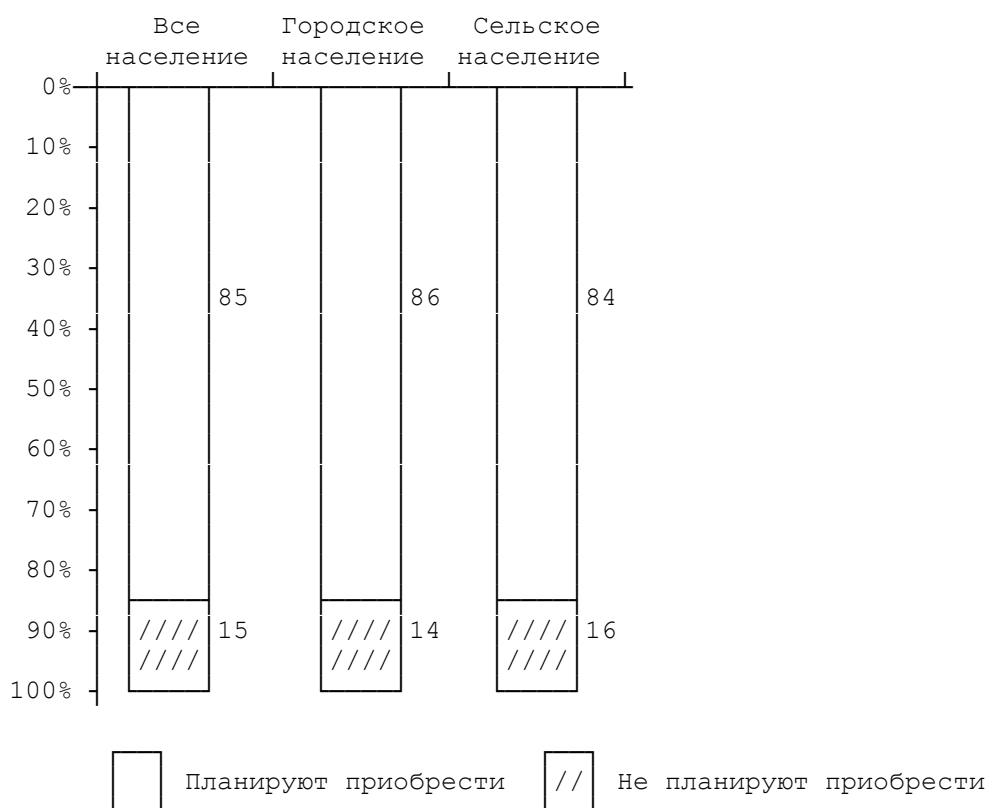 Все Городское Сельское
население население население
0%
10%
20%
30%
85 86 84
40%
50%
60%
70%
80%
90% //// 15 //// 14 //// 16
//// //// ////
100%
Планируют приобрести // Не планируют приобрести